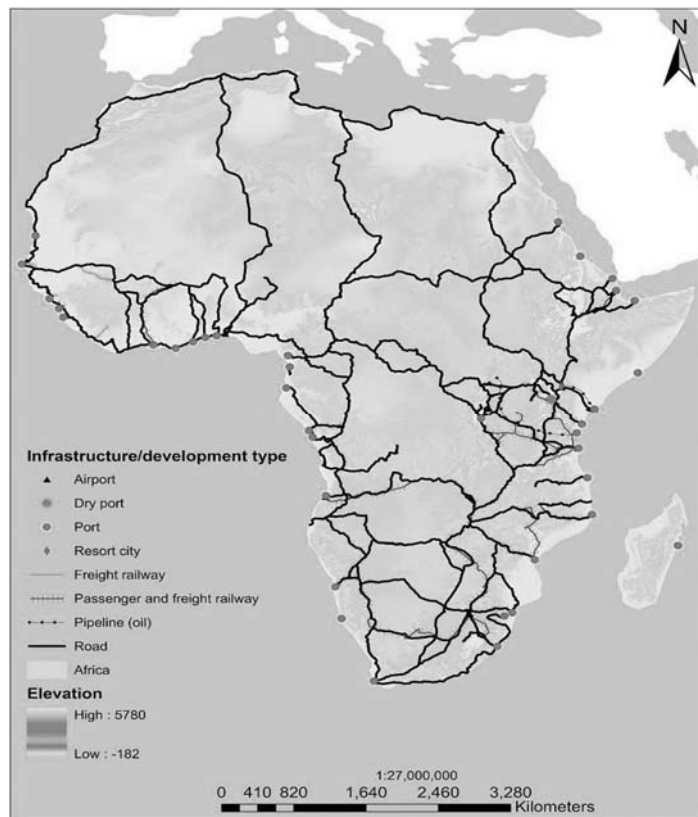 N
Infrastructure/development type
Airport
Dry port
Port
Resort city
Freight railway
Passenger and freight railway
Pipeline (oil)
Road
Africa
Elevation
High : 5780
Low : -182
1:27,000,000
0 410 820 1,640 2,460 3,280
Kilometers